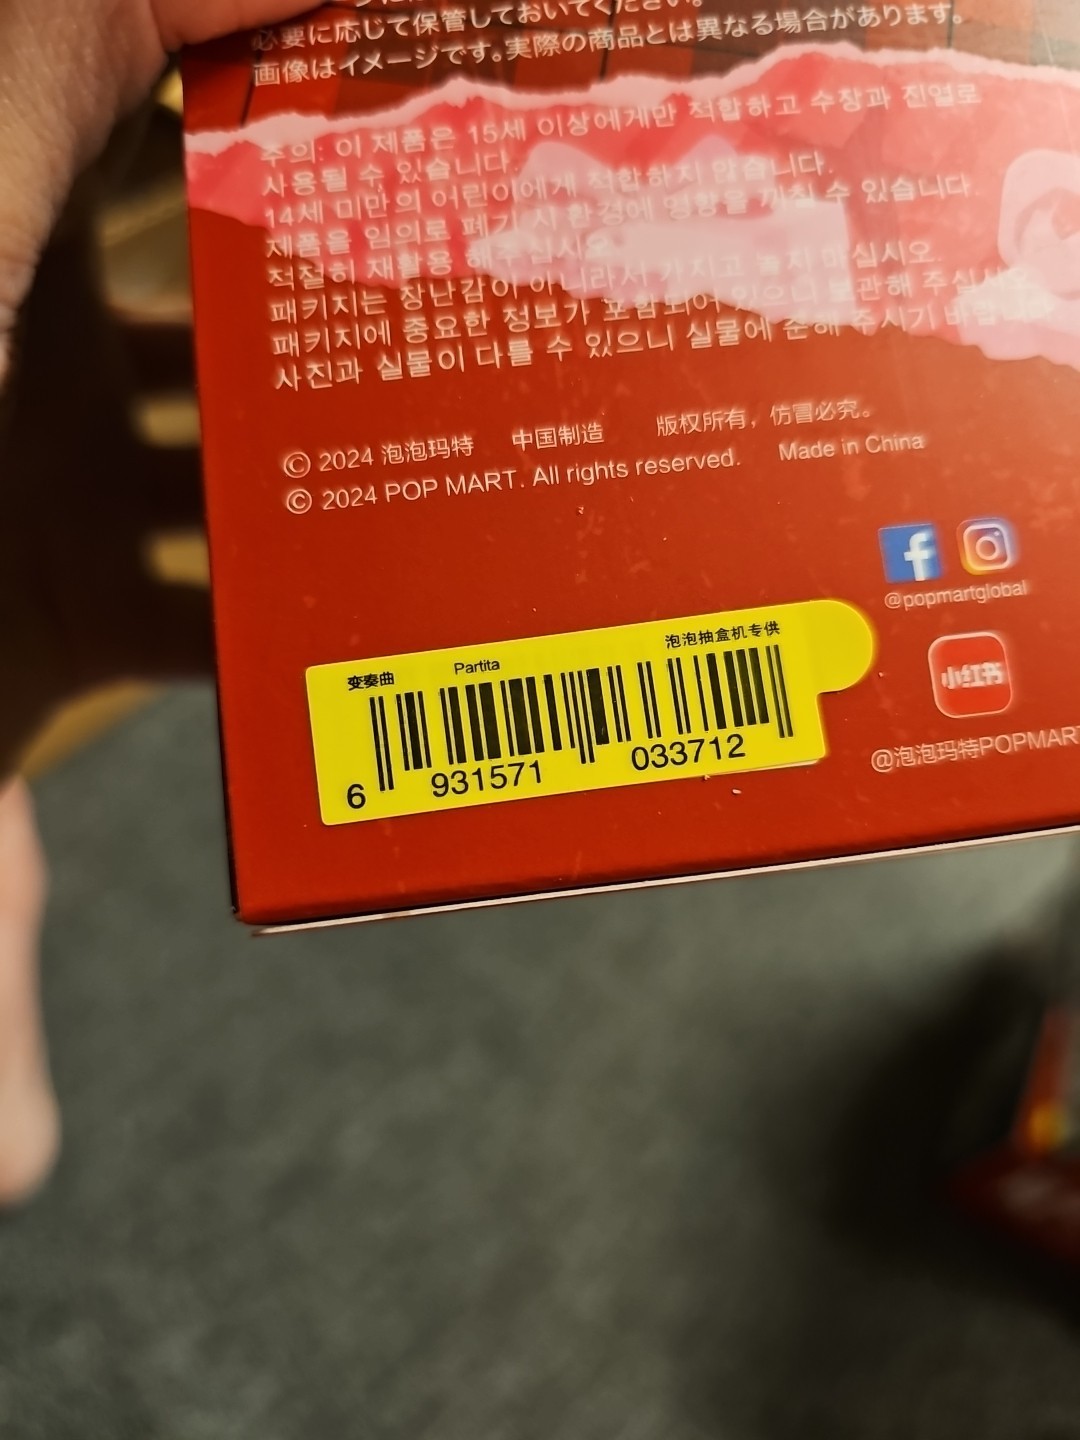 必要に応じて保管しておいてください。
画像はイメージです。実際の商品とは異なる場合があります。
주의: 이 제품은 15세 이상에게만 적합하고 수장과 진열로
사용될 수 있습니다.
14세 미만의 어린이에게 적합하지 않습니다.
제품을 임의로 폐기 시 환경에 영향을 끼칠 수 있습니다.
적절히 재활용 해주십시오.
패키지는 장난감이 아니라서 가지고 놀지 마십시오.
패키지에 중요한 정보가 포함되어 있으니 보관해 주십시오.
사진과 실물이 다를 수 있으니 실물에 준해 주시기 바랍니다.
© 2024 泡泡玛特 中国制造 版权所有，仿冒必究。
© 2024 POP MART. All rights reserved. Made in China
@popmartglobal
变奏曲 Partita 泡泡抽盒机专供
6 931571 033712
小红书
@泡泡玛特POPMART